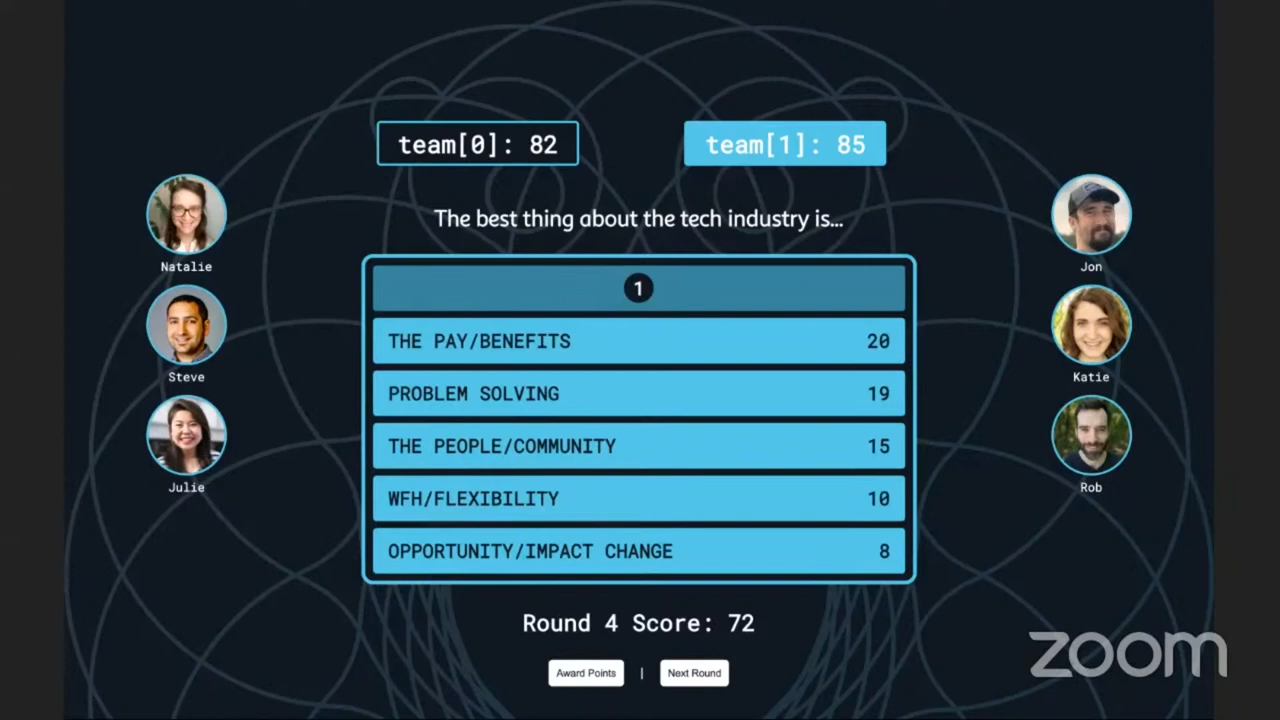 team[0]: 82
team[1]: 85
The best thing about the tech industry is...
Natalie
Steve
Julie
1
THE PAY/BENEFITS 20
PROBLEM SOLVING 19
THE PEOPLE/COMMUNITY 15
WFH/FLEXIBILITY 10
OPPORTUNITY/IMPACT CHANGE 8
Jon
Katie
Rob
Round 4 Score: 72
Award Points | Next Round
zoom